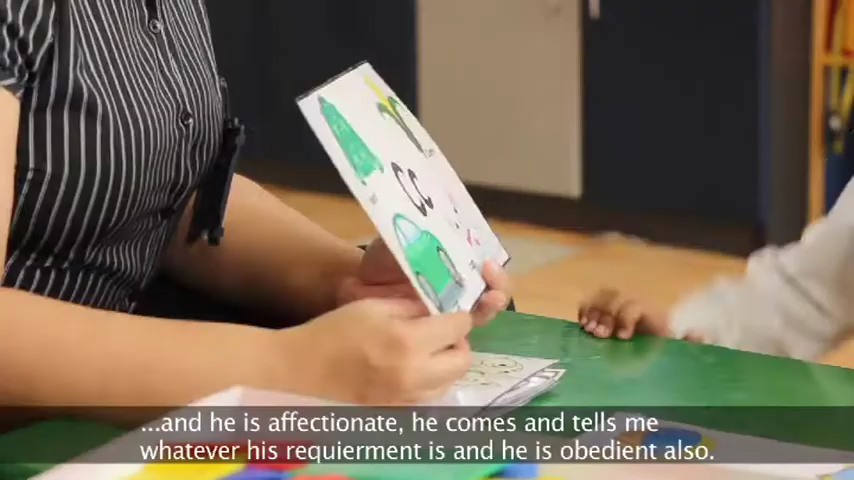 cc
...and he is affectionate, he comes and tells me
whatever his requierment is and he is obedient also.